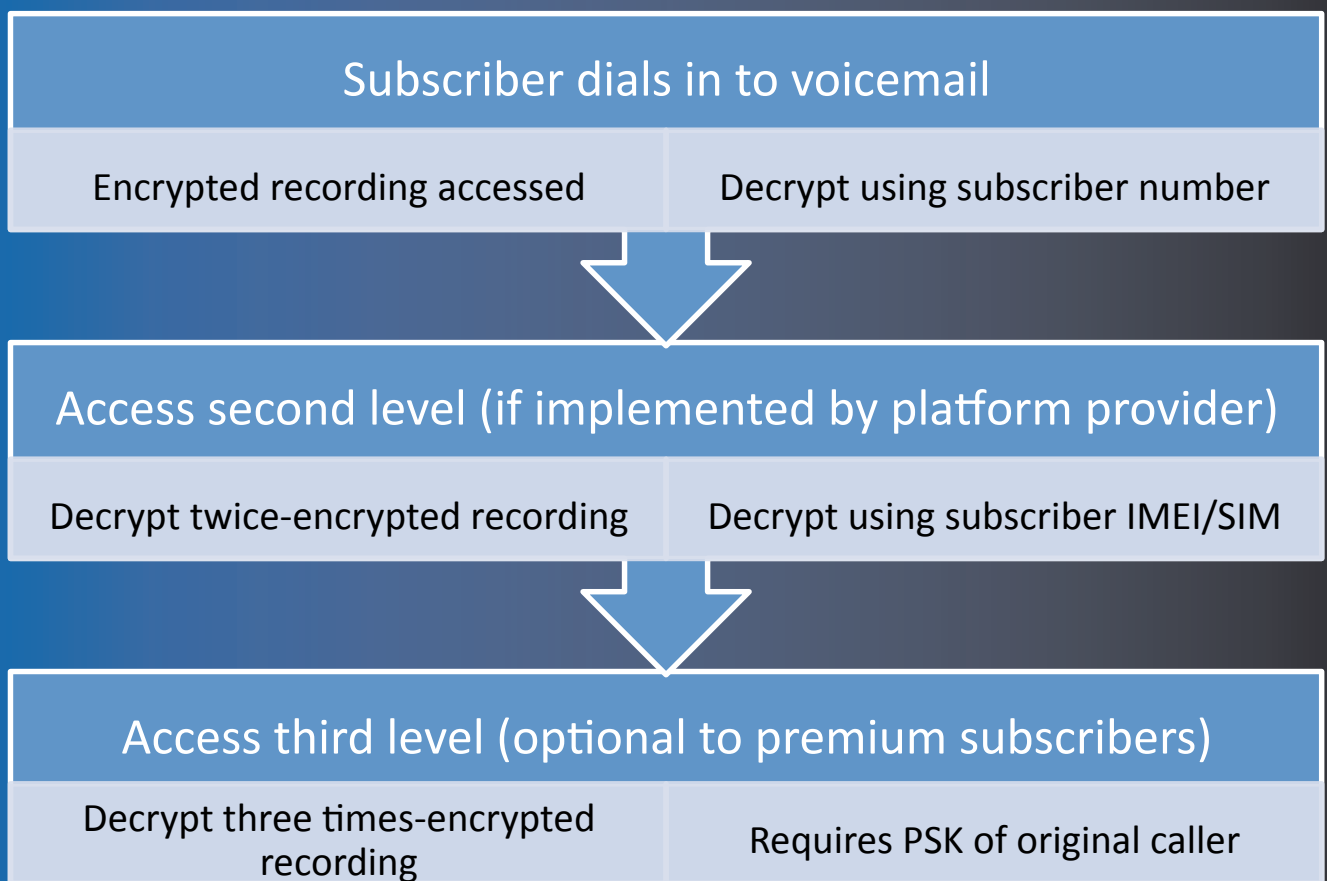 Subscriber dials in to voicemail
Encrypted recording accessed
Decrypt using subscriber number
Access second level (if implemented by platform provider)
Decrypt twice-encrypted recording
Decrypt using subscriber IMEI/SIM
Access third level (optional to premium subscribers)
Decrypt three times-encrypted
recording
Requires PSK of original caller